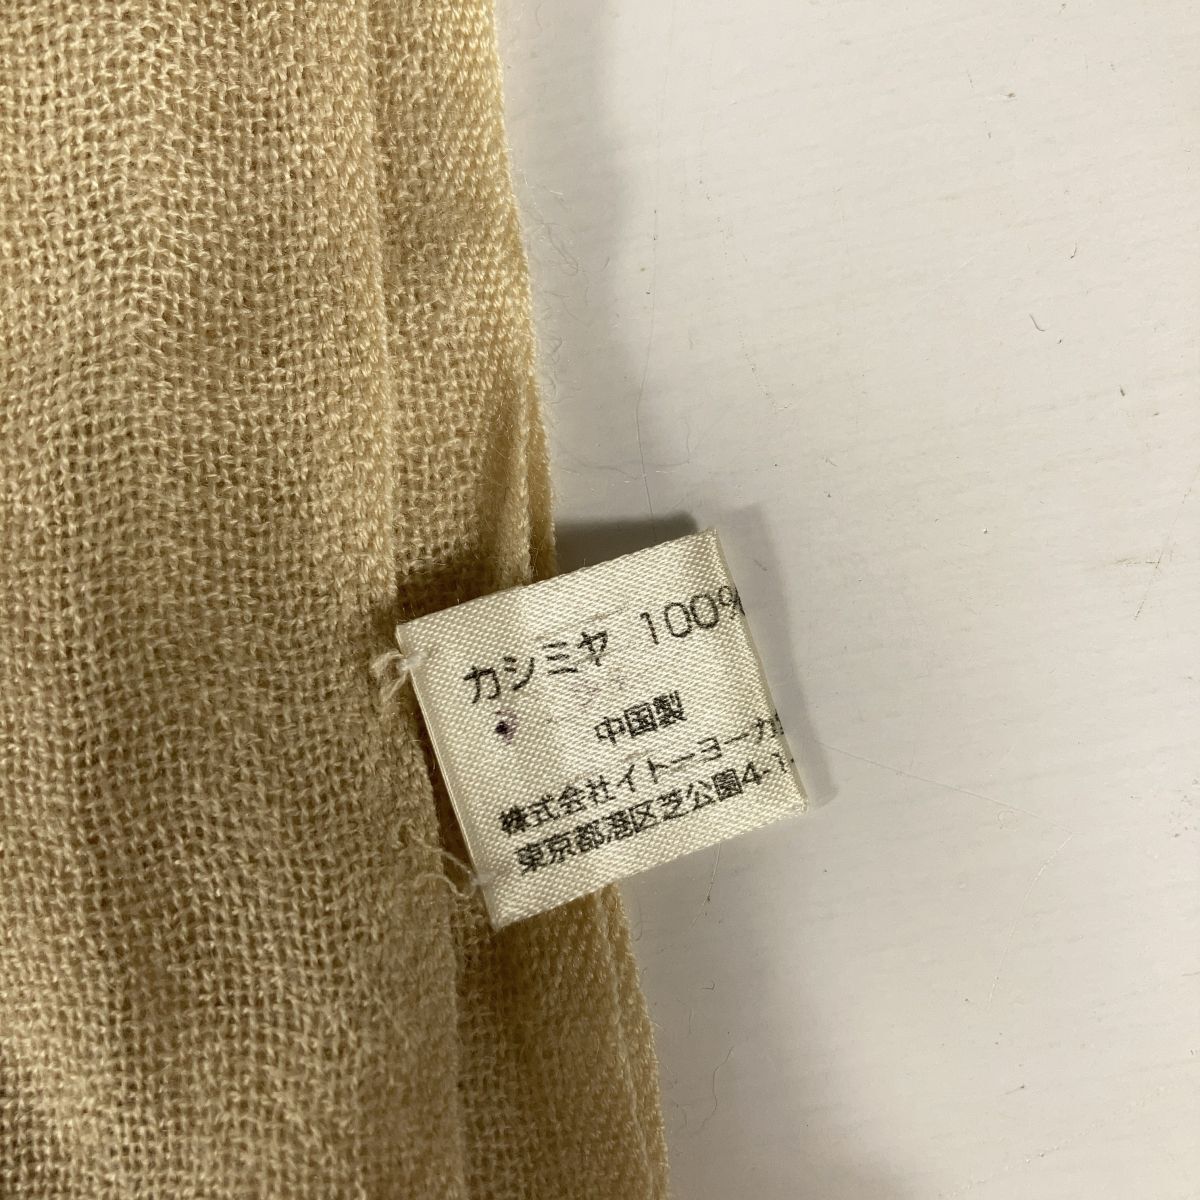 カシミヤ 100%
中国製
株式会社イトーヨーカ
東京都港区芝公園4-1-